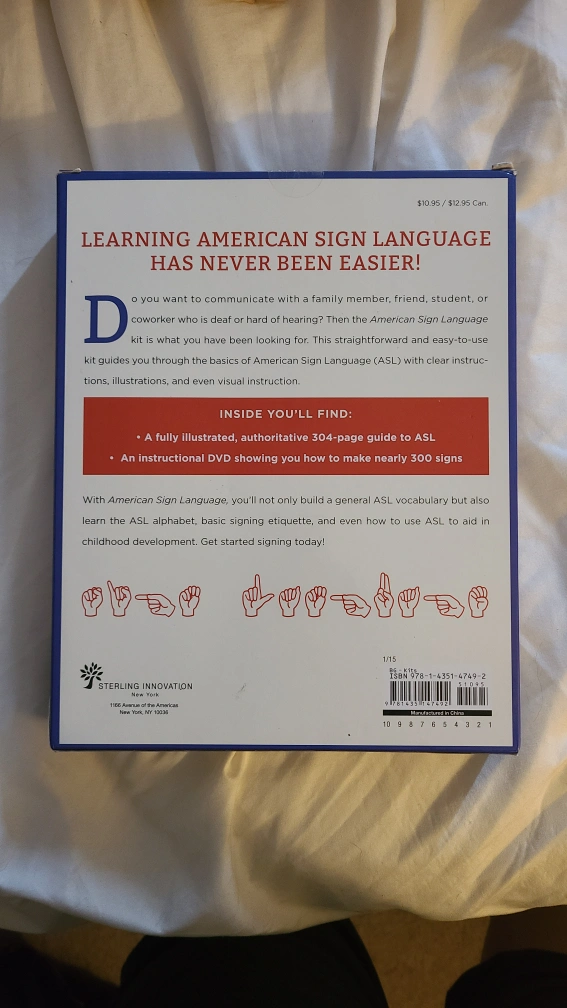 $10.95 / $12.95 Can.
LEARNING AMERICAN SIGN LANGUAGE
HAS NEVER BEEN EASIER!
Do you want to communicate with a family member, friend, student, or
coworker who is deaf or hard of hearing? Then the American Sign Language
kit is what you have been looking for. This straightforward and easy-to-use
kit guides you through the basics of American Sign Language (ASL) with clear instruc-
tions, illustrations, and even visual instruction.
INSIDE YOU'LL FIND:
• A fully illustrated, authoritative 304-page guide to ASL
• An instructional DVD showing you how to make nearly 300 signs
With American Sign Language, you'll not only build a general ASL vocabulary but also
learn the ASL alphabet, basic signing etiquette, and even how to use ASL to aid in
childhood development. Get started signing today!
STERLING INNOVATION
New York
1166 Avenue of the Americas
New York, NY 10036
1/15
BG - Kits
ISBN 978-1-4351-4749-2
51095
9 781435 147492
Manufactured in China
10 9 8 7 6 5 4 3 2 1